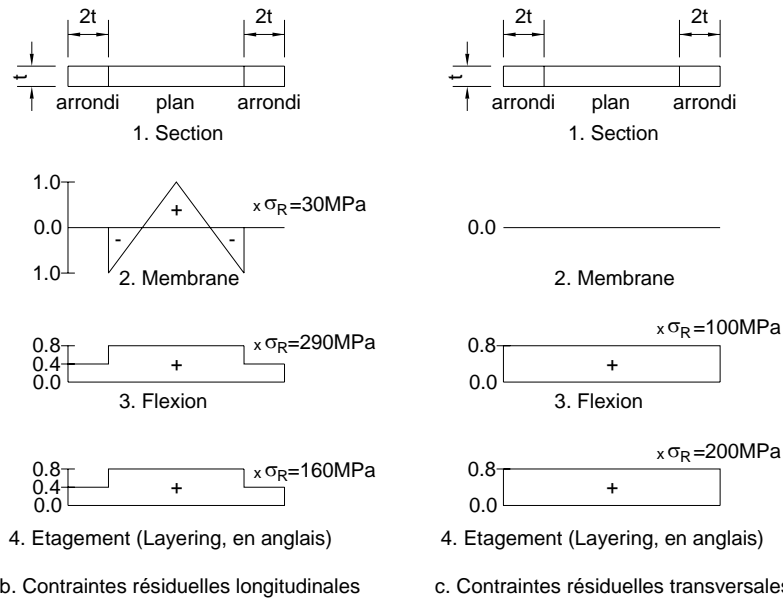 2t 2t
t
arrondi plan arrondi
1. Section
1.0
0.0
1.0
+
- -
x σR=30MPa
2. Membrane
0.8
0.4
0.0
+
x σR=290MPa
3. Flexion
0.8
0.4
0.0
+
x σR=160MPa
4. Etagement (Layering, en anglais)
b. Contraintes résiduelles longitudinales
2t 2t
t
arrondi plan arrondi
1. Section
0.0
2. Membrane
x σR=100MPa
0.8
0.0
+
3. Flexion
x σR=200MPa
0.8
0.0
+
4. Etagement (Layering, en anglais)
c. Contraintes résiduelles transversales